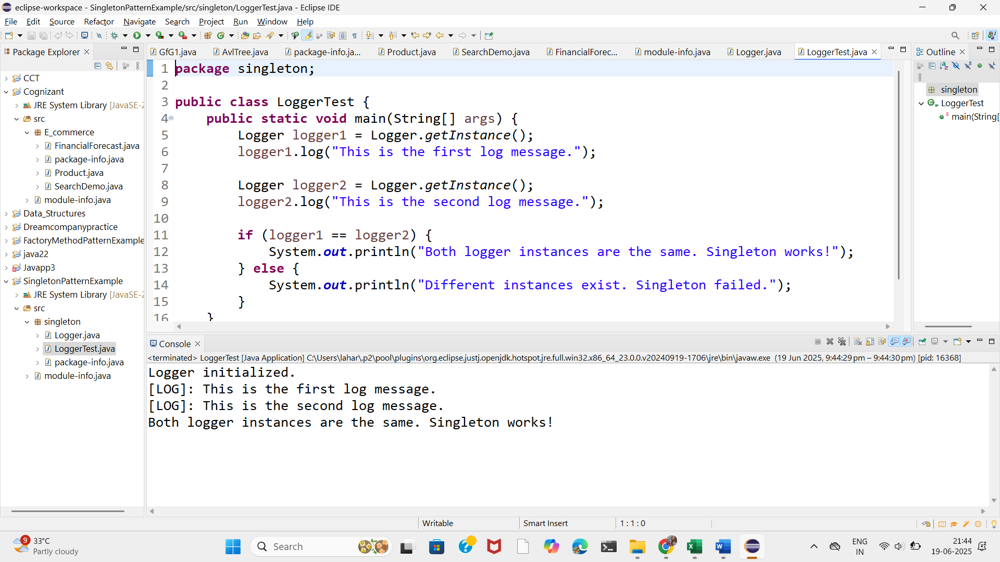 eclipse-workspace - SingletonPatternExample/src/singleton/LoggerTest.java - Eclipse IDE
File Edit Source Refactor Navigate Search Project Run Window Help
Package Explorer
CCT
Cognizant
JRE System Library [JavaSE-2
src
E_commerce
FinancialForecast.java
package-info.java
Product.java
SearchDemo.java
module-info.java
Data_Structures
Dreamcompanypractice
FactoryMethodPatternExample
java22
Javapp3
SingletonPatternExample
JRE System Library [JavaSE-2
src
singleton
Logger.java
LoggerTest.java
package-info.java
module-info.java
GfG1.java AvlTree.java package-info.ja... Product.java SearchDemo.java FinancialForec... module-info.java Logger.java LoggerTest.java
1 package singleton;
2
3 public class LoggerTest {
4     public static void main(String[] args) {
5         Logger logger1 = Logger.getInstance();
6         logger1.log("This is the first log message.");
7
8         Logger logger2 = Logger.getInstance();
9         logger2.log("This is the second log message.");
10
11         if (logger1 == logger2) {
12             System.out.println("Both logger instances are the same. Singleton works!");
13         } else {
14             System.out.println("Different instances exist. Singleton failed.");
15         }
16     }
Outline
singleton
LoggerTest
main(String[
Console
<terminated> LoggerTest [Java Application] C:\Users\lahar\.p2\pool\plugins\org.eclipse.justj.openjdk.hotspot.jre.full.win32.x86_64_23.0.0.v20240919-1706\jre\bin\javaw.exe (19 Jun 2025, 9:44:29 pm – 9:44:30 pm) [pid: 16368]
Logger initialized.
[LOG]: This is the first log message.
[LOG]: This is the second log message.
Both logger instances are the same. Singleton works!
Writable Smart Insert 1 : 1 : 0
9
33°C
Partly cloudy
Search
ENG
IN
21:44
19-06-2025